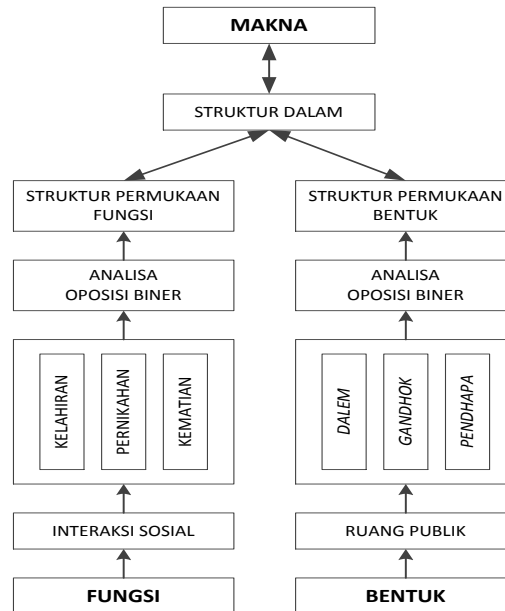 MAKNA
STRUKTUR DALAM
STRUKTUR PERMUKAAN
FUNGSI
STRUKTUR PERMUKAAN
BENTUK
ANALISA
OPOSISI BINER
ANALISA
OPOSISI BINER
KELAHIRAN
PERNIKAHAN
KEMATIAN
DALEM
GANDHOK
PENDHAPA
INTERAKSI SOSIAL
RUANG PUBLIK
FUNGSI
BENTUK